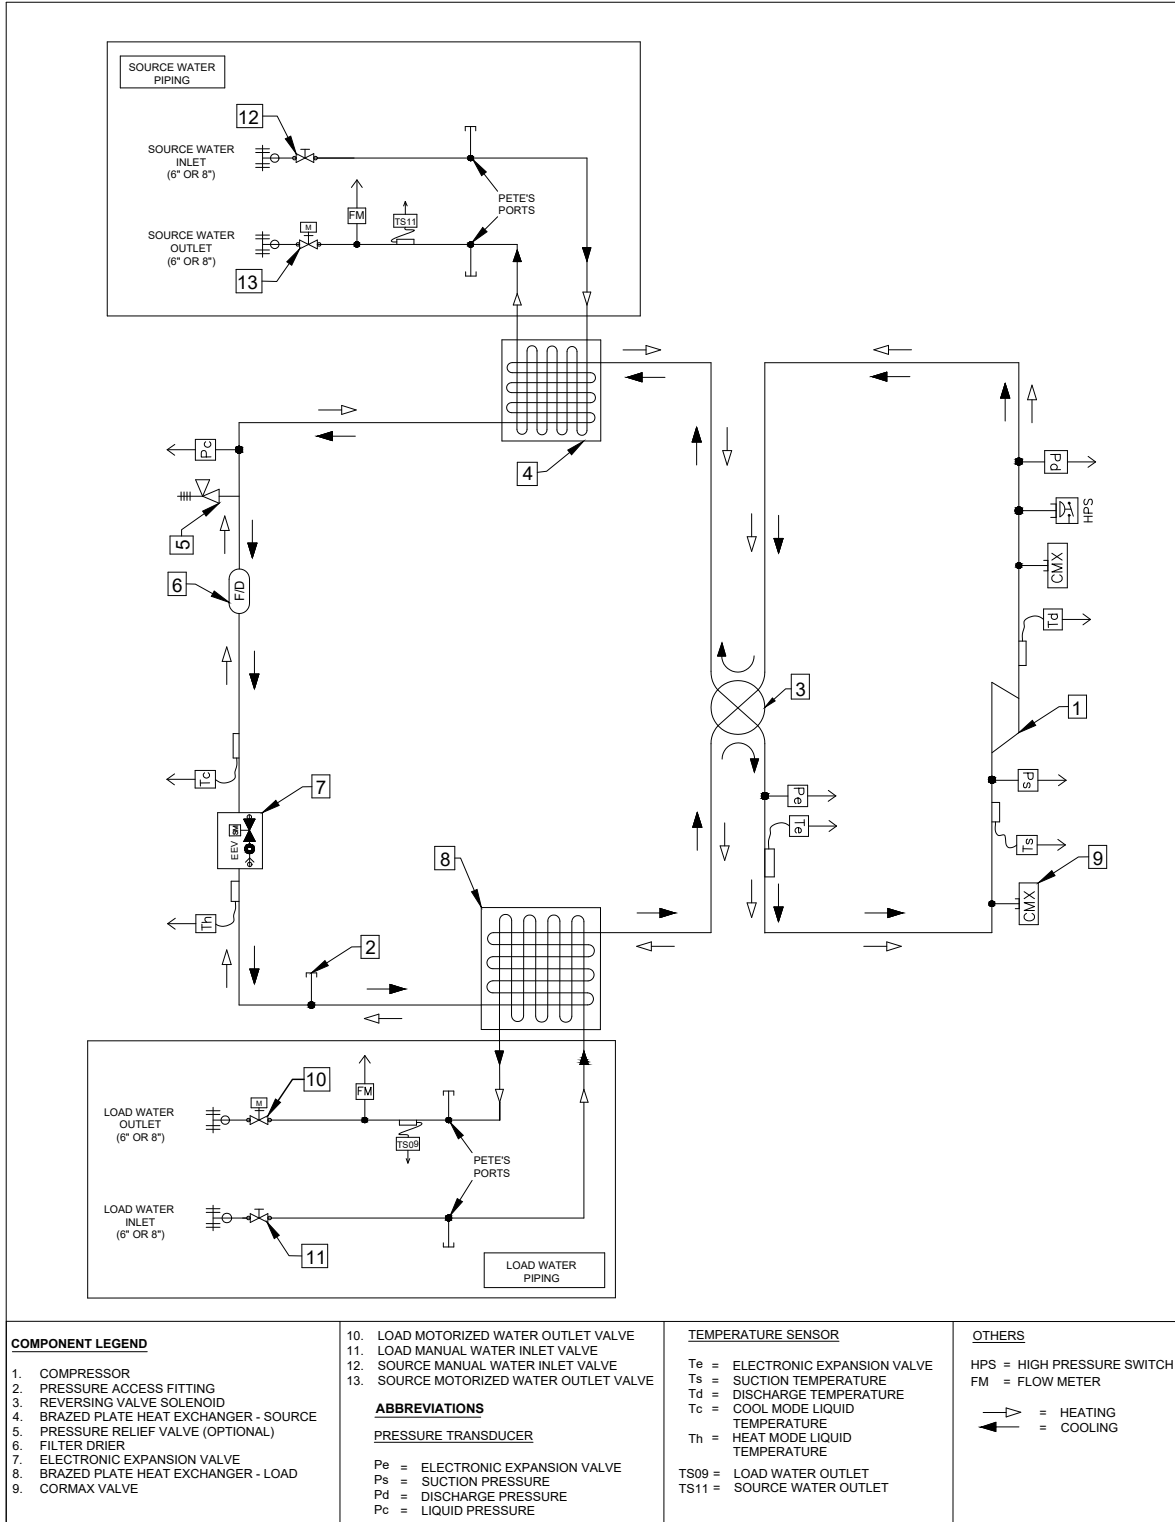 SOURCE WATER
PIPING
12
SOURCE WATER
INLET
(6" OR 8")
PETE'S
PORTS
FM
TS11
M
SOURCE WATER
OUTLET
(6" OR 8")
13
4
Pc
5
6
F/D
Tc
7
EEV
SM
Th
2
8
3
Pe
Te
Pd
HPS
CMX
Td
1
Ps
Ts
9
CMX
10
M
FM
LOAD WATER
OUTLET
(6" OR 8")
TS09
PETE'S
PORTS
LOAD WATER
INLET
(6" OR 8")
11
LOAD WATER
PIPING
COMPONENT LEGEND
1. COMPRESSOR
2. PRESSURE ACCESS FITTING
3. REVERSING VALVE SOLENOID
4. BRAZED PLATE HEAT EXCHANGER - SOURCE
5. PRESSURE RELIEF VALVE (OPTIONAL)
6. FILTER DRIER
7. ELECTRONIC EXPANSION VALVE
8. BRAZED PLATE HEAT EXCHANGER - LOAD
9. CORMAX VALVE
10. LOAD MOTORIZED WATER OUTLET VALVE
11. LOAD MANUAL WATER INLET VALVE
12. SOURCE MANUAL WATER INLET VALVE
13. SOURCE MOTORIZED WATER OUTLET VALVE
ABBREVIATIONS
PRESSURE TRANSDUCER
Pe = ELECTRONIC EXPANSION VALVE
Ps = SUCTION PRESSURE
Pd = DISCHARGE PRESSURE
Pc = LIQUID PRESSURE
TEMPERATURE SENSOR
Te = ELECTRONIC EXPANSION VALVE
Ts = SUCTION TEMPERATURE
Td = DISCHARGE TEMPERATURE
Tc = COOL MODE LIQUID
TEMPERATURE
Th = HEAT MODE LIQUID
TEMPERATURE
TS09 = LOAD WATER OUTLET
TS11 = SOURCE WATER OUTLET
OTHERS
HPS = HIGH PRESSURE SWITCH
FM = FLOW METER
= HEATING
= COOLING